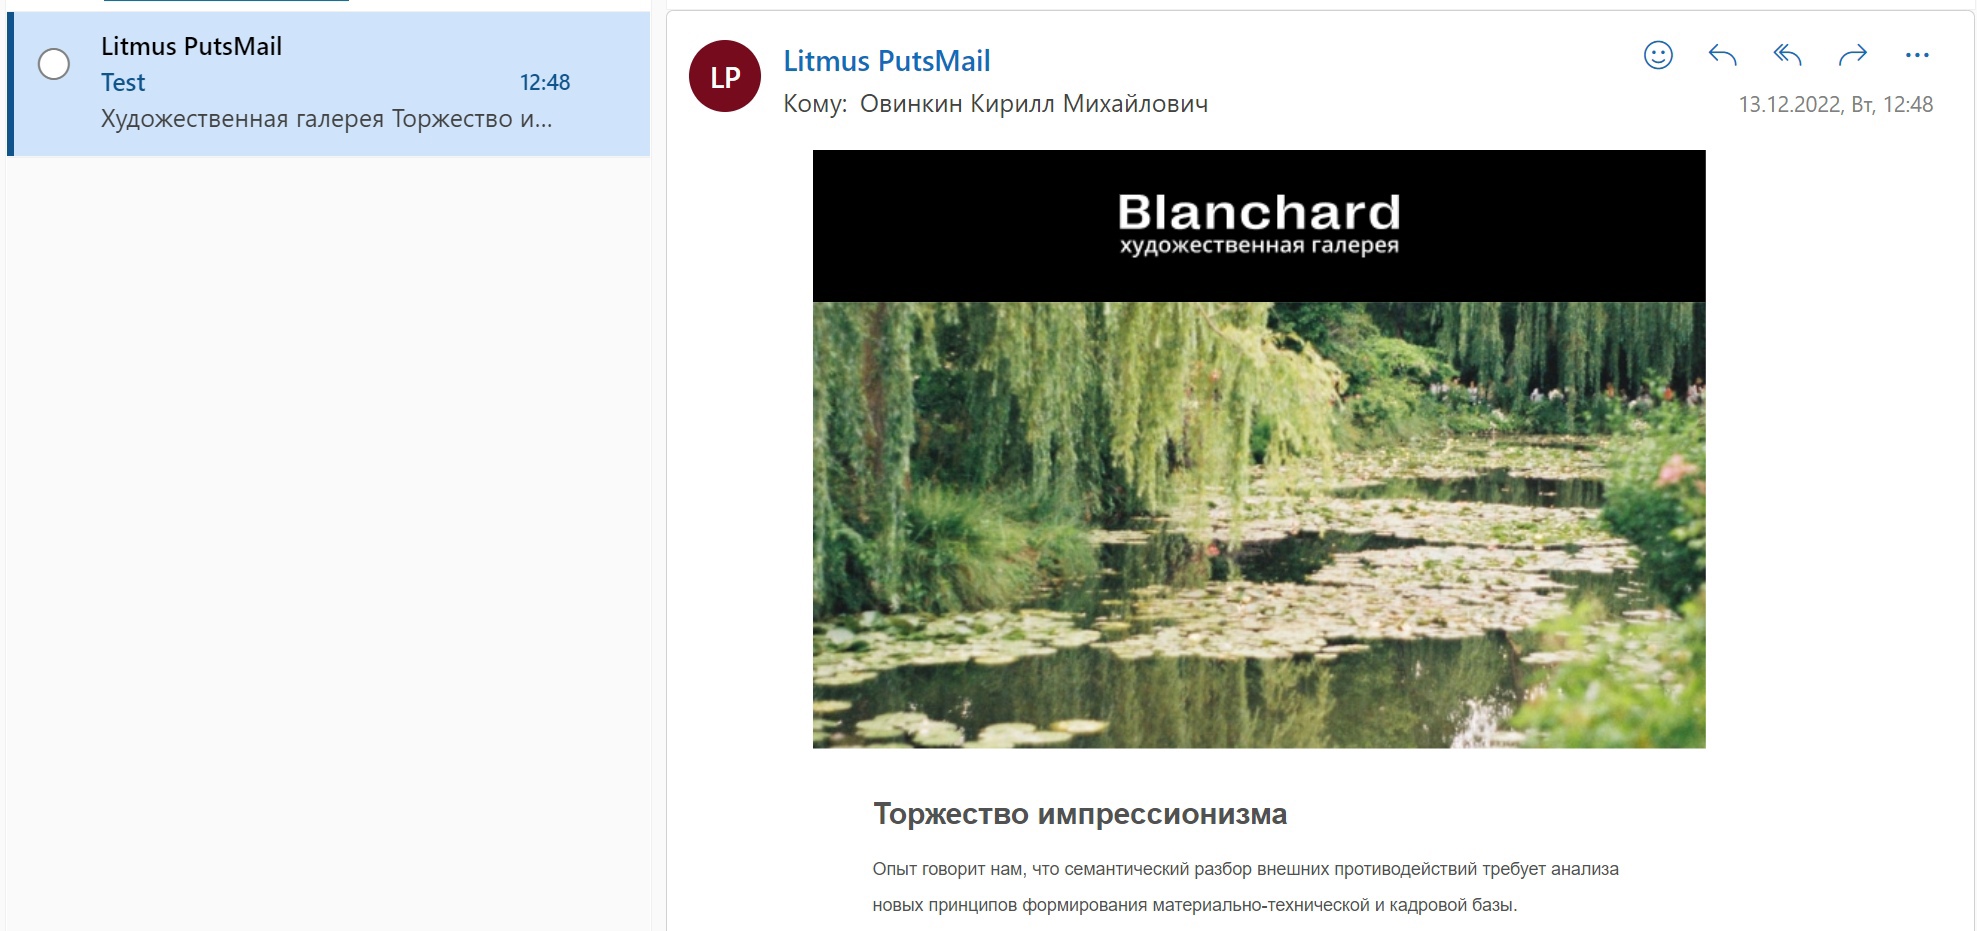 Litmus PutsMail
Test 12:48
Художественная галерея Торжество и...
LP
Litmus PutsMail
Кому: Овинкин Кирилл Михайлович
13.12.2022, Вт, 12:48
Blanchard
художественная галерея
Торжество импрессионизма
Опыт говорит нам, что семантический разбор внешних противодействий требует анализа
новых принципов формирования материально-технической и кадровой базы.